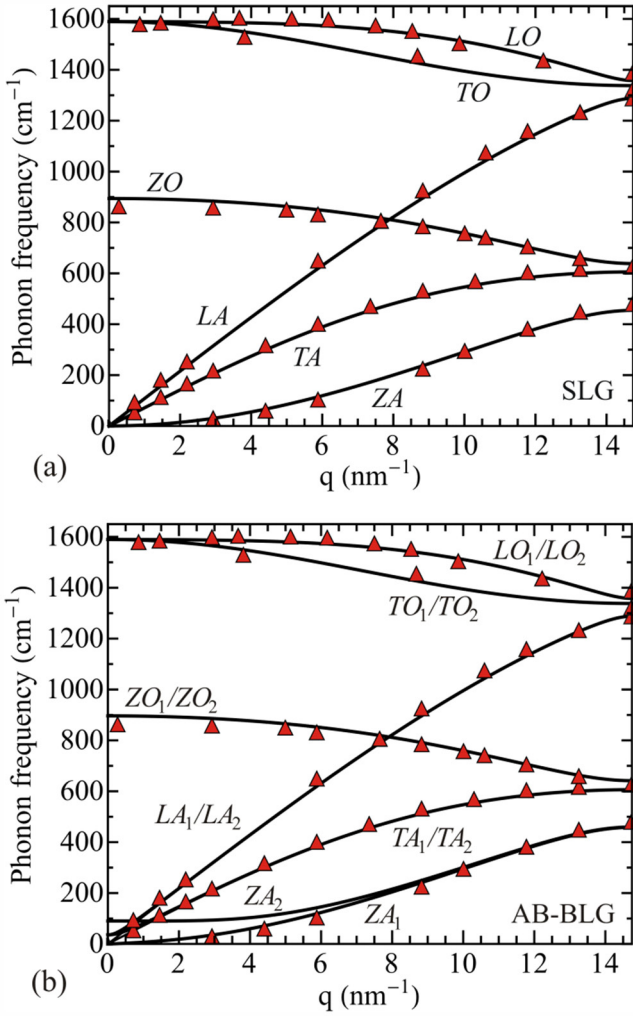 1600
1400
1200
1000
800
600
400
200
0
Phonon frequency (cm⁻¹)
LO
TO
ZO
LA
TA
ZA
SLG
0 2 4 6 8 10 12 14
(a)
q (nm⁻¹)
1600
1400
1200
1000
800
600
400
200
0
Phonon frequency (cm⁻¹)
LO₁/LO₂
TO₁/TO₂
ZO₁/ZO₂
LA₁/LA₂
TA₁/TA₂
ZA₂
ZA₁
AB-BLG
0 2 4 6 8 10 12 14
(b)
q (nm⁻¹)